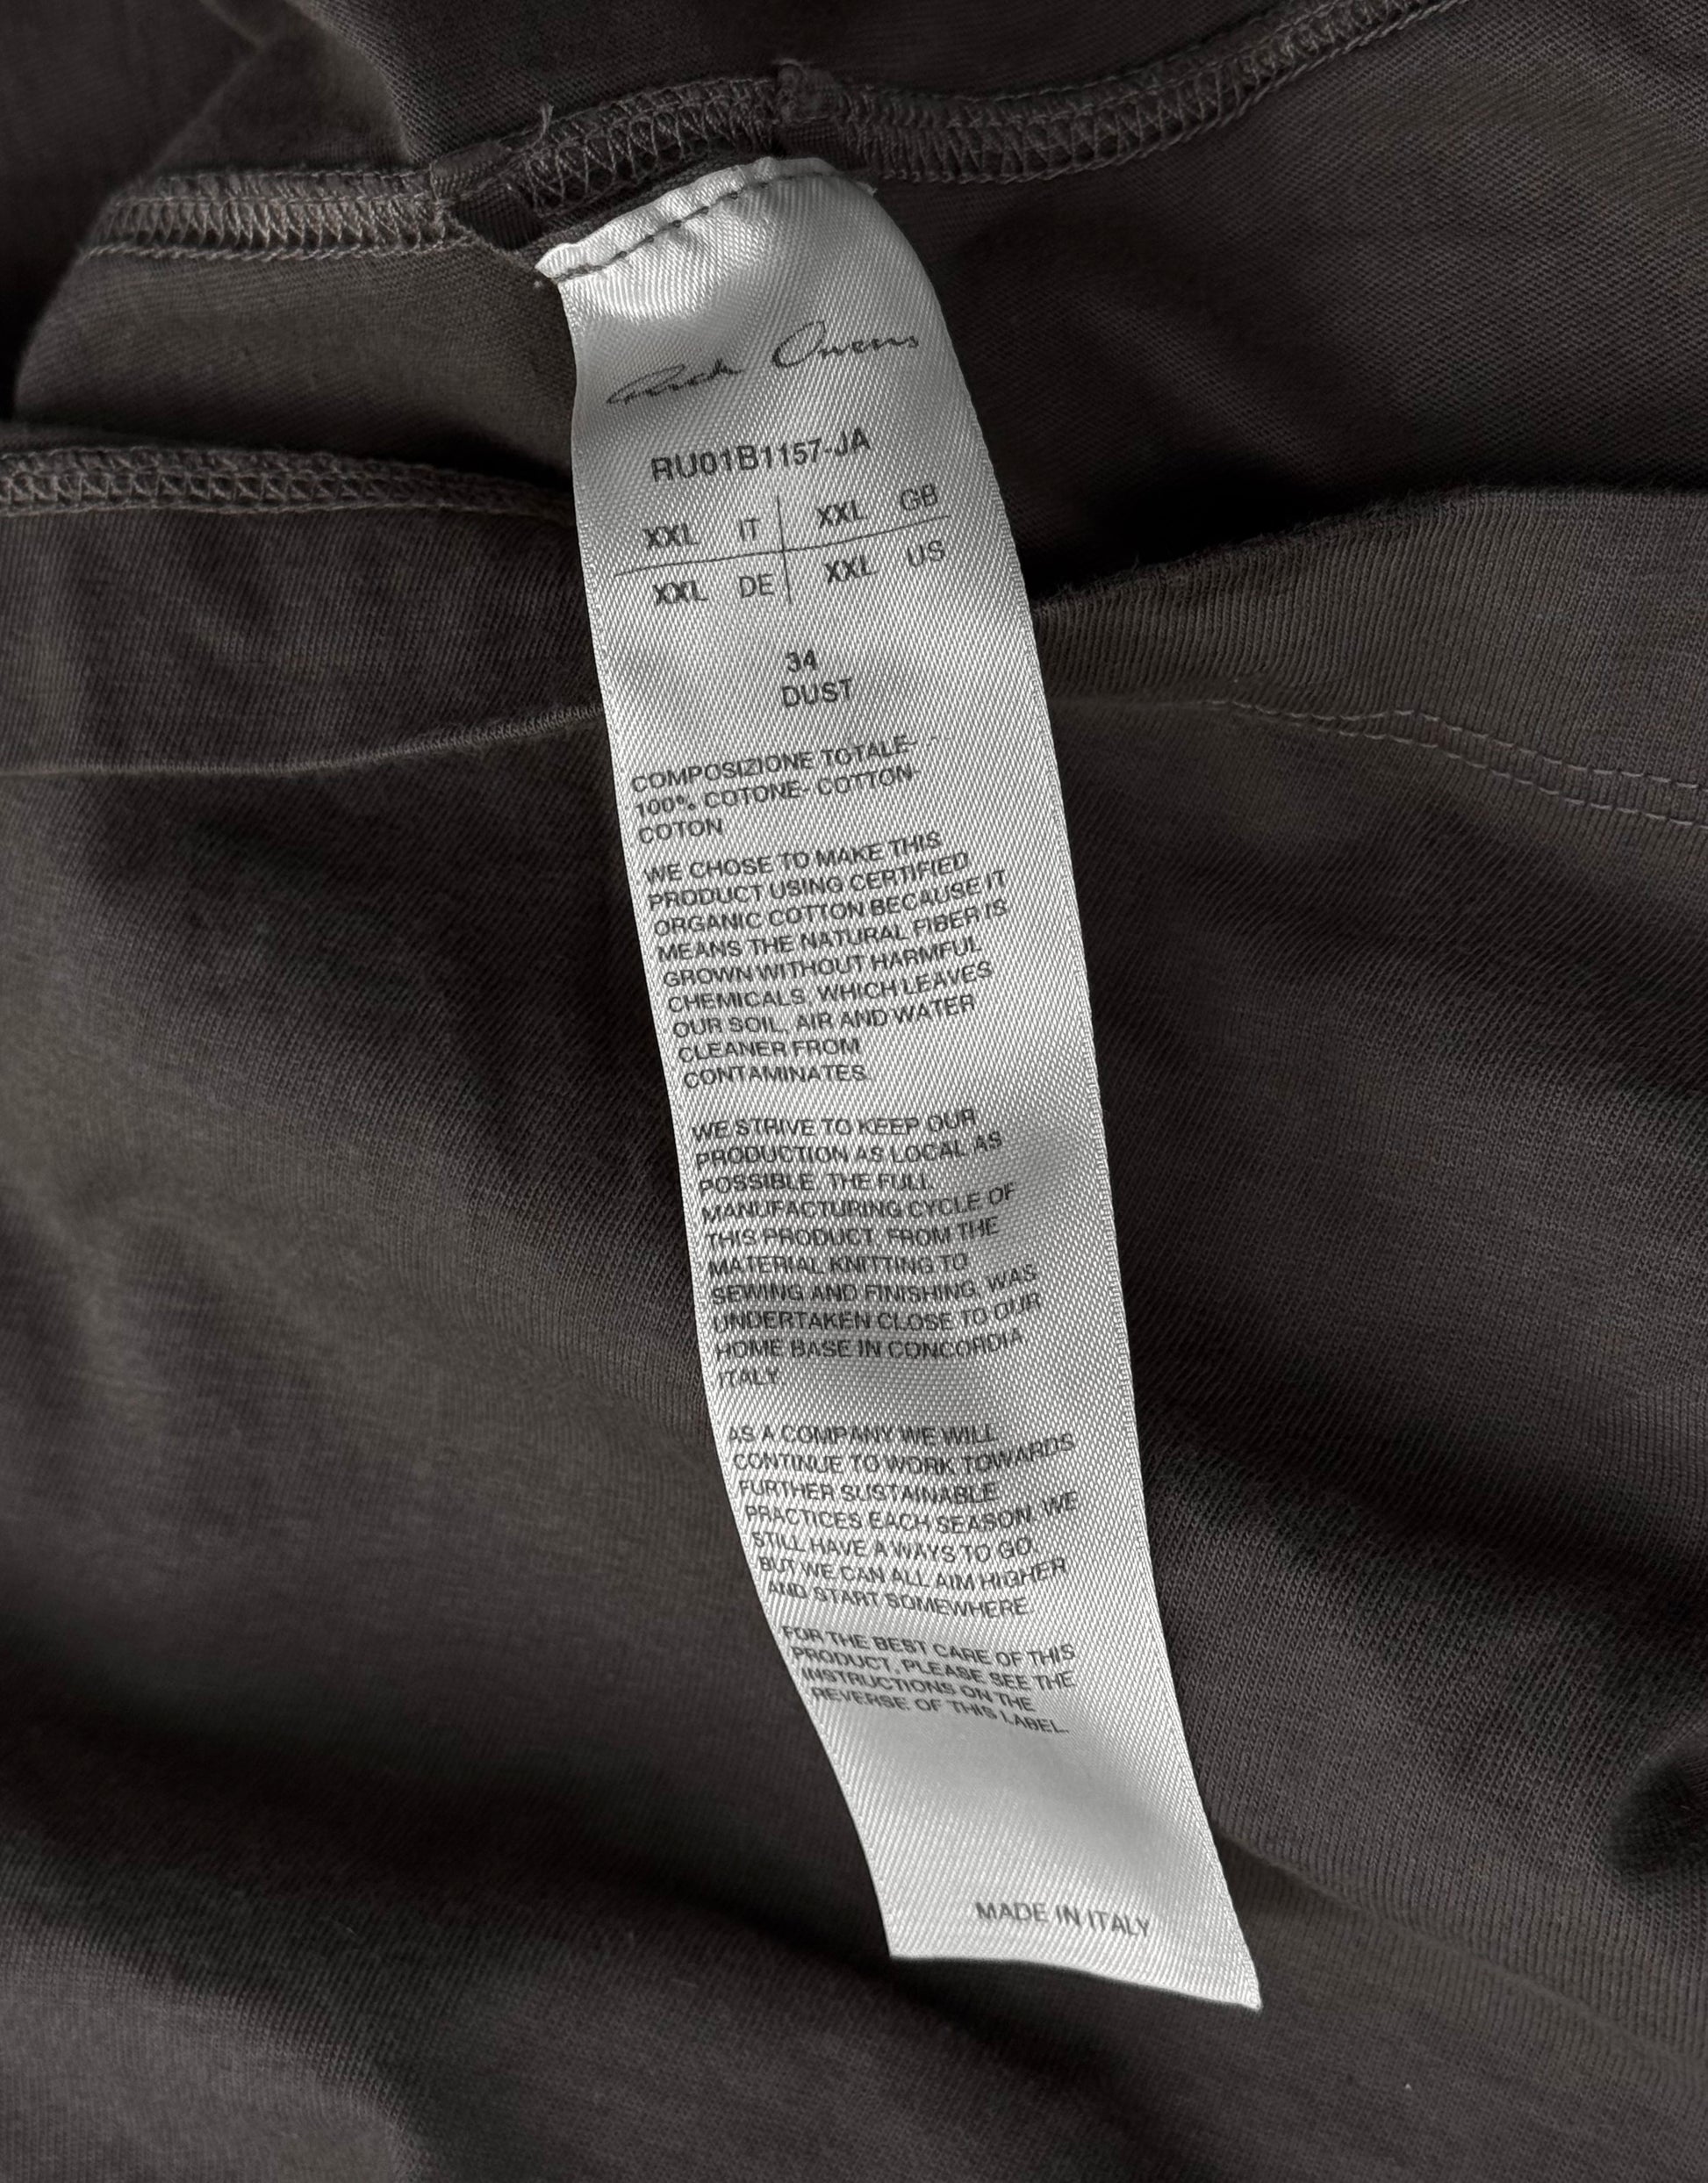 Rick Owens
RU01B1157-JA
XXL IT XXL GB
XXL DE XXL US
34
DUST
COMPOSIZIONE TOTALE-
100% COTONE- COTTON-
COTON
WE CHOSE TO MAKE THIS
PRODUCT USING CERTIFIED
ORGANIC COTTON BECAUSE IT
MEANS THE NATURAL FIBER IS
GROWN WITHOUT HARMFUL
CHEMICALS, WHICH LEAVES
OUR SOIL, AIR AND WATER
CLEANER FROM
CONTAMINATES.
WE STRIVE TO KEEP OUR
PRODUCTION AS LOCAL AS
POSSIBLE. THE FULL
MANUFACTURING CYCLE OF
THIS PRODUCT, FROM THE
MATERIAL KNITTING TO
SEWING AND FINISHING, WAS
UNDERTAKEN CLOSE TO OUR
HOME BASE IN CONCORDIA,
ITALY.
AS A COMPANY WE WILL
CONTINUE TO WORK TOWARDS
FURTHER SUSTAINABLE
PRACTICES EACH SEASON. WE
STILL HAVE A WAYS TO GO,
BUT WE CAN ALL AIM HIGHER
AND START SOMEWHERE.
FOR THE BEST CARE OF THIS
PRODUCT, PLEASE SEE THE
INSTRUCTIONS ON THE
REVERSE OF THIS LABEL.
MADE IN ITALY